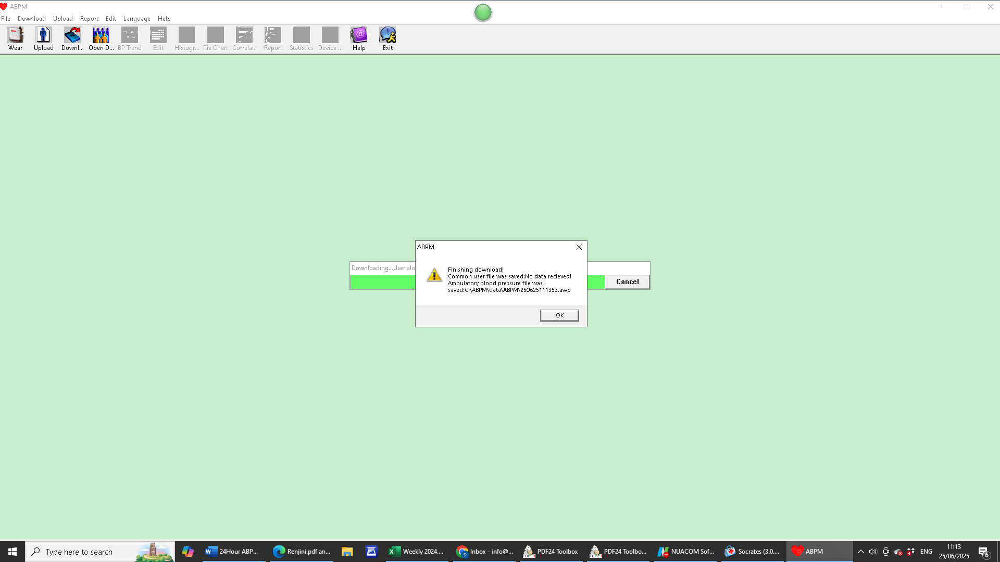 ABPM
File Download Upload Report Edit Language Help
Wear Upload Downl... Open D... BP Trend Edit Histogr... Pie Chart Correla... Report Statistics Device ... Help Exit
ABPM
Downloading...User alo
Finishing download!
Common user file was saved:No data recieved!
Ambulatory blood pressure file was
saved:C:\ABPM\data\ABPM\250625111353.awp
Cancel
OK
Type here to search
24Hour ABP... Renjini.pdf an... Weekly 2024.... Inbox - info@... PDF24 Toolbox PDF24 Toolbo... NUACOM Sof... Socrates (3.0.... ABPM
ENG
11:13
25/06/2025
6